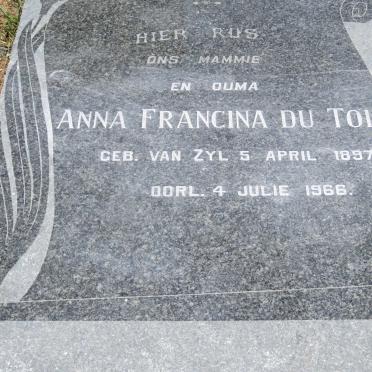 HIER RUS
ONS MAMMIE
EN OUMA
ANNA FRANCINA DU TOI
GEB. VAN ZYL 5 APRIL 1897
OORL. 4 JULIE 1966.